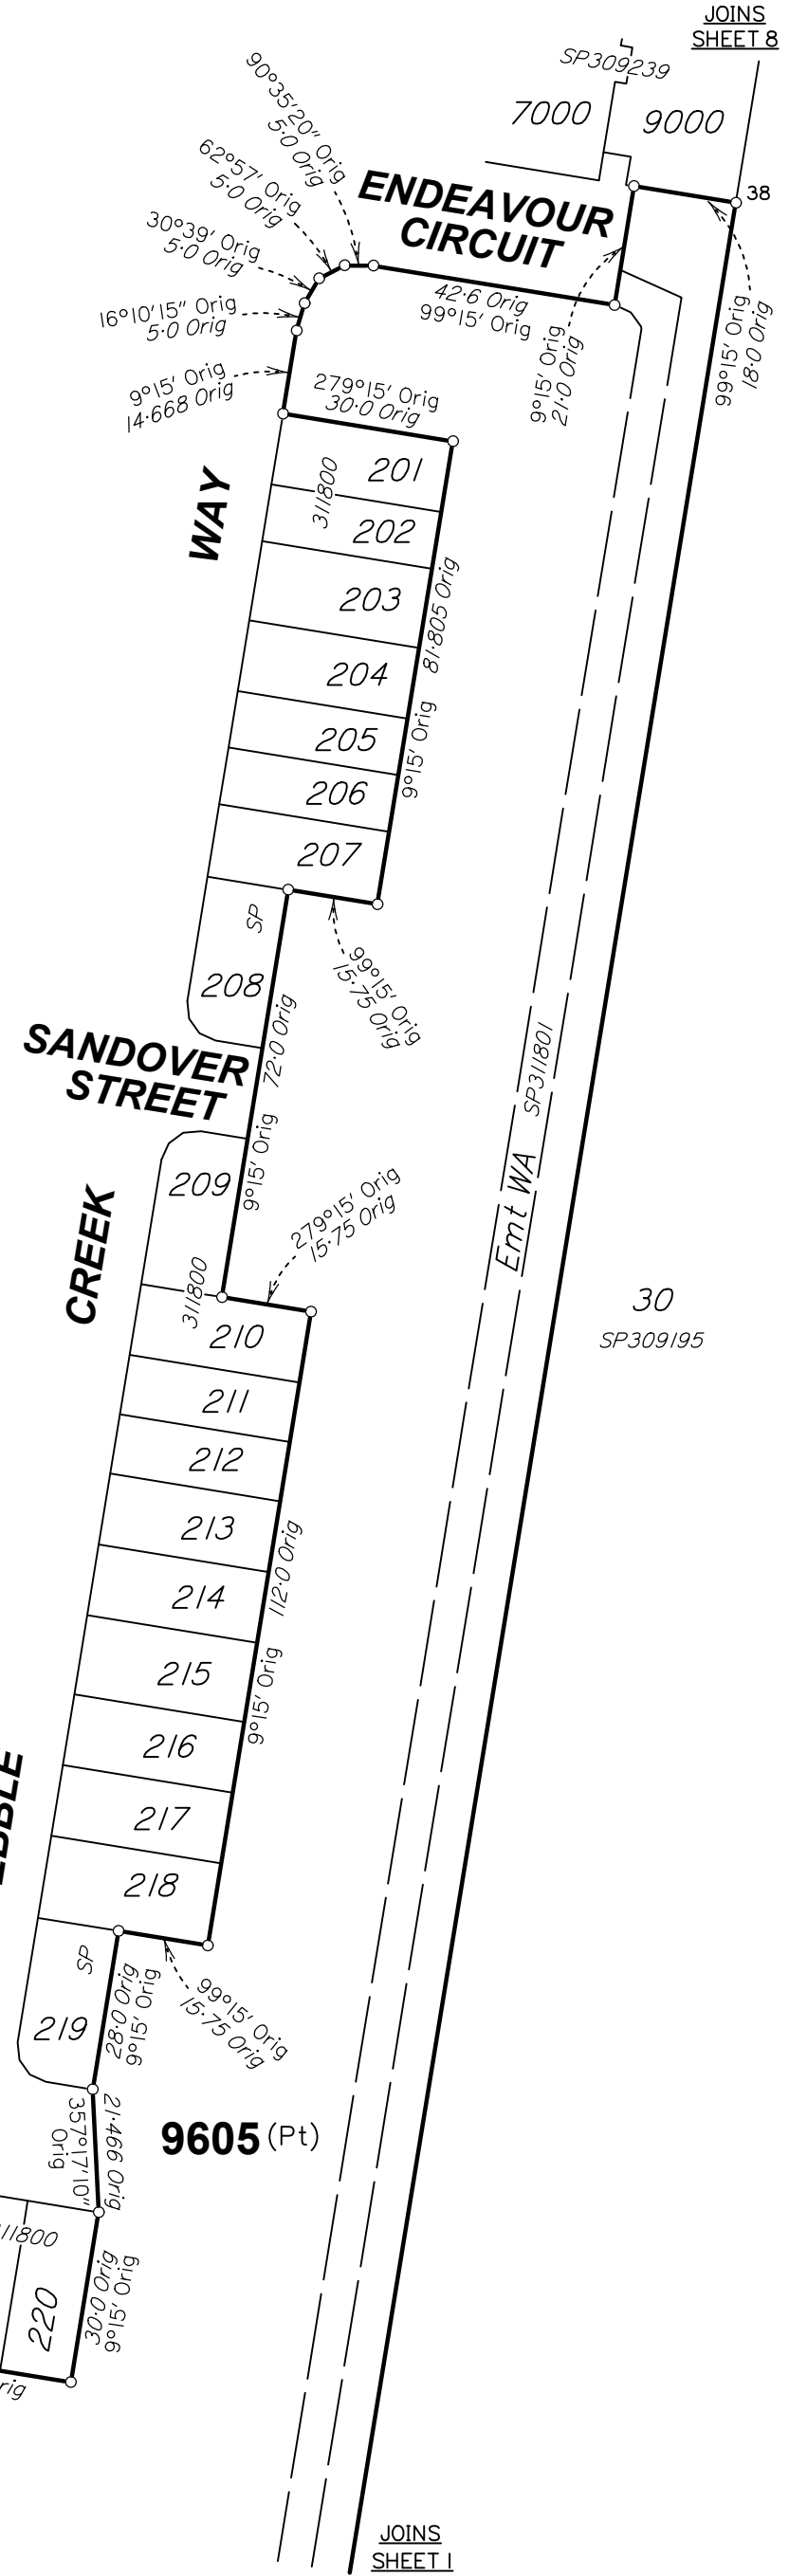 JOINS
SHEET 8
SP309239
7000
9000
38
90°35'20" Orig
5·0 Orig
62°57' Orig
5·0 Orig
30°39' Orig
5·0 Orig
16°10'15" Orig
5·0 Orig
9°15' Orig
14·668 Orig
ENDEAVOUR
CIRCUIT
42·6 Orig
99°15' Orig
9°15' Orig
21·0 Orig
99°15' Orig
18·0 Orig
279°15' Orig
30·0 Orig
WAY
201
311800
202
203
81·805 Orig
204
9°15' Orig
205
206
207
SP
99°15' Orig
15·75 Orig
208
SANDOVER
STREET
72·0 Orig
9°15' Orig
SP311801
Emt WA
209
CREEK
279°15' Orig
15·75 Orig
311800
210
30
SP309195
211
212
213
112·0 Orig
214
9°15' Orig
215
216
217
218
SP
99°15' Orig
15·75 Orig
28·0 Orig
9°15' Orig
219
21·466 Orig
357°17'10"
Orig
9605 (Pt)
11800
220
30·0 Orig
9°15' Orig
rig
JOINS
SHEET 1